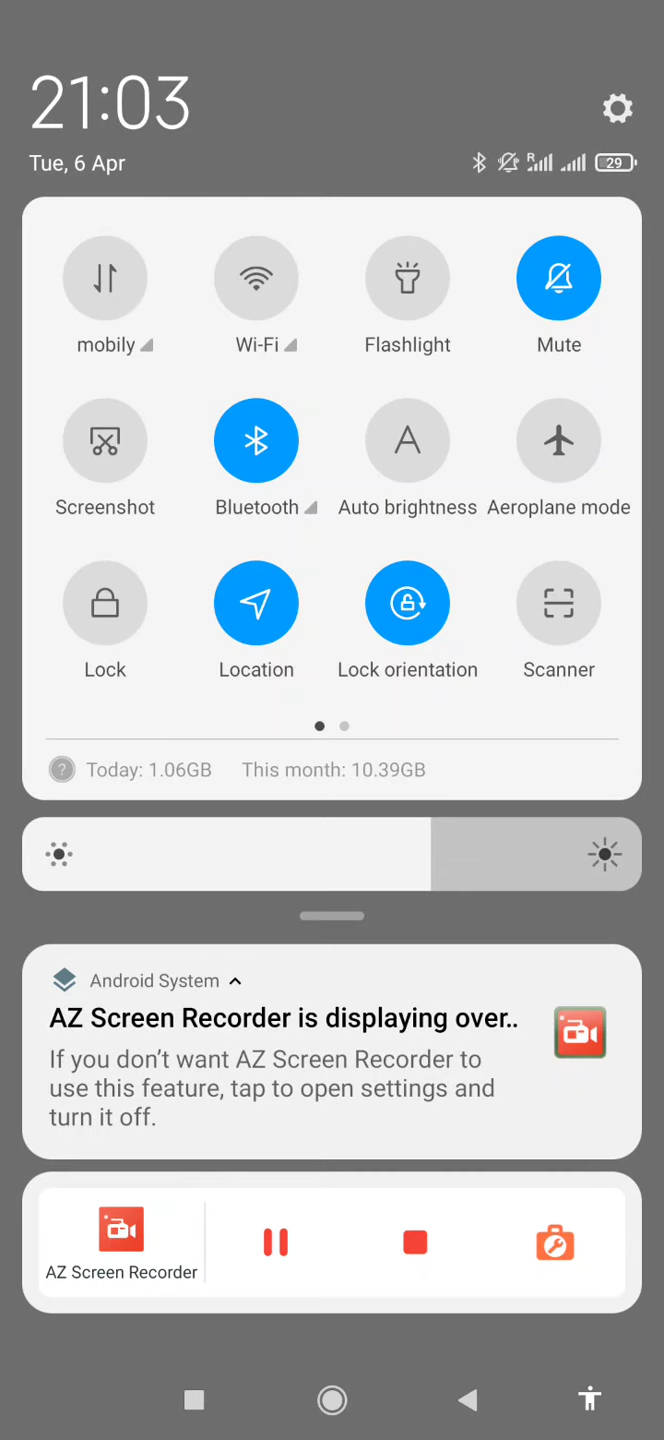 21:03
Tue, 6 Apr
R
29
mobily
Wi-Fi
Flashlight
Mute
Screenshot
Bluetooth
A
Auto brightness
Aeroplane mode
Lock
Location
Lock orientation
Scanner
? Today: 1.06GB This month: 10.39GB
Android System
AZ Screen Recorder is displaying over..
If you don't want AZ Screen Recorder to
use this feature, tap to open settings and
turn it off.
AZ Screen Recorder